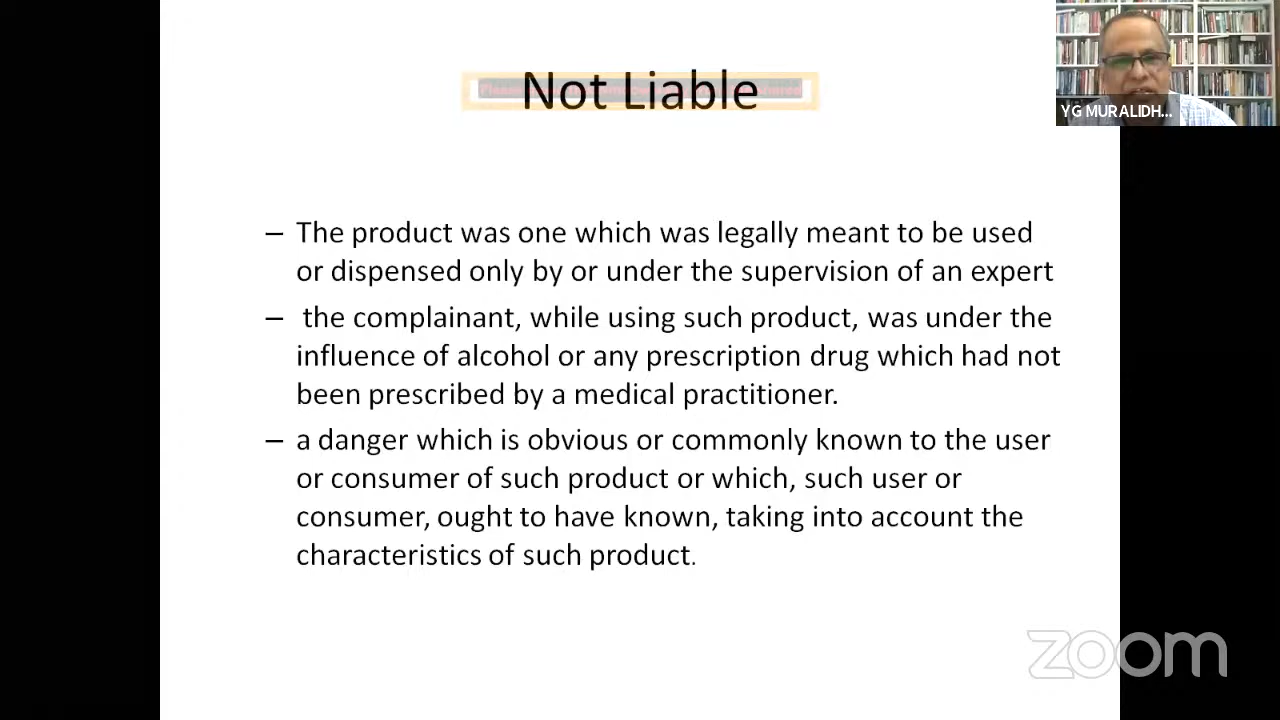 Not Liable
YG MURALIDH...
– The product was one which was legally meant to be used
or dispensed only by or under the supervision of an expert
– the complainant, while using such product, was under the
influence of alcohol or any prescription drug which had not
been prescribed by a medical practitioner.
– a danger which is obvious or commonly known to the user
or consumer of such product or which, such user or
consumer, ought to have known, taking into account the
characteristics of such product.
zoom